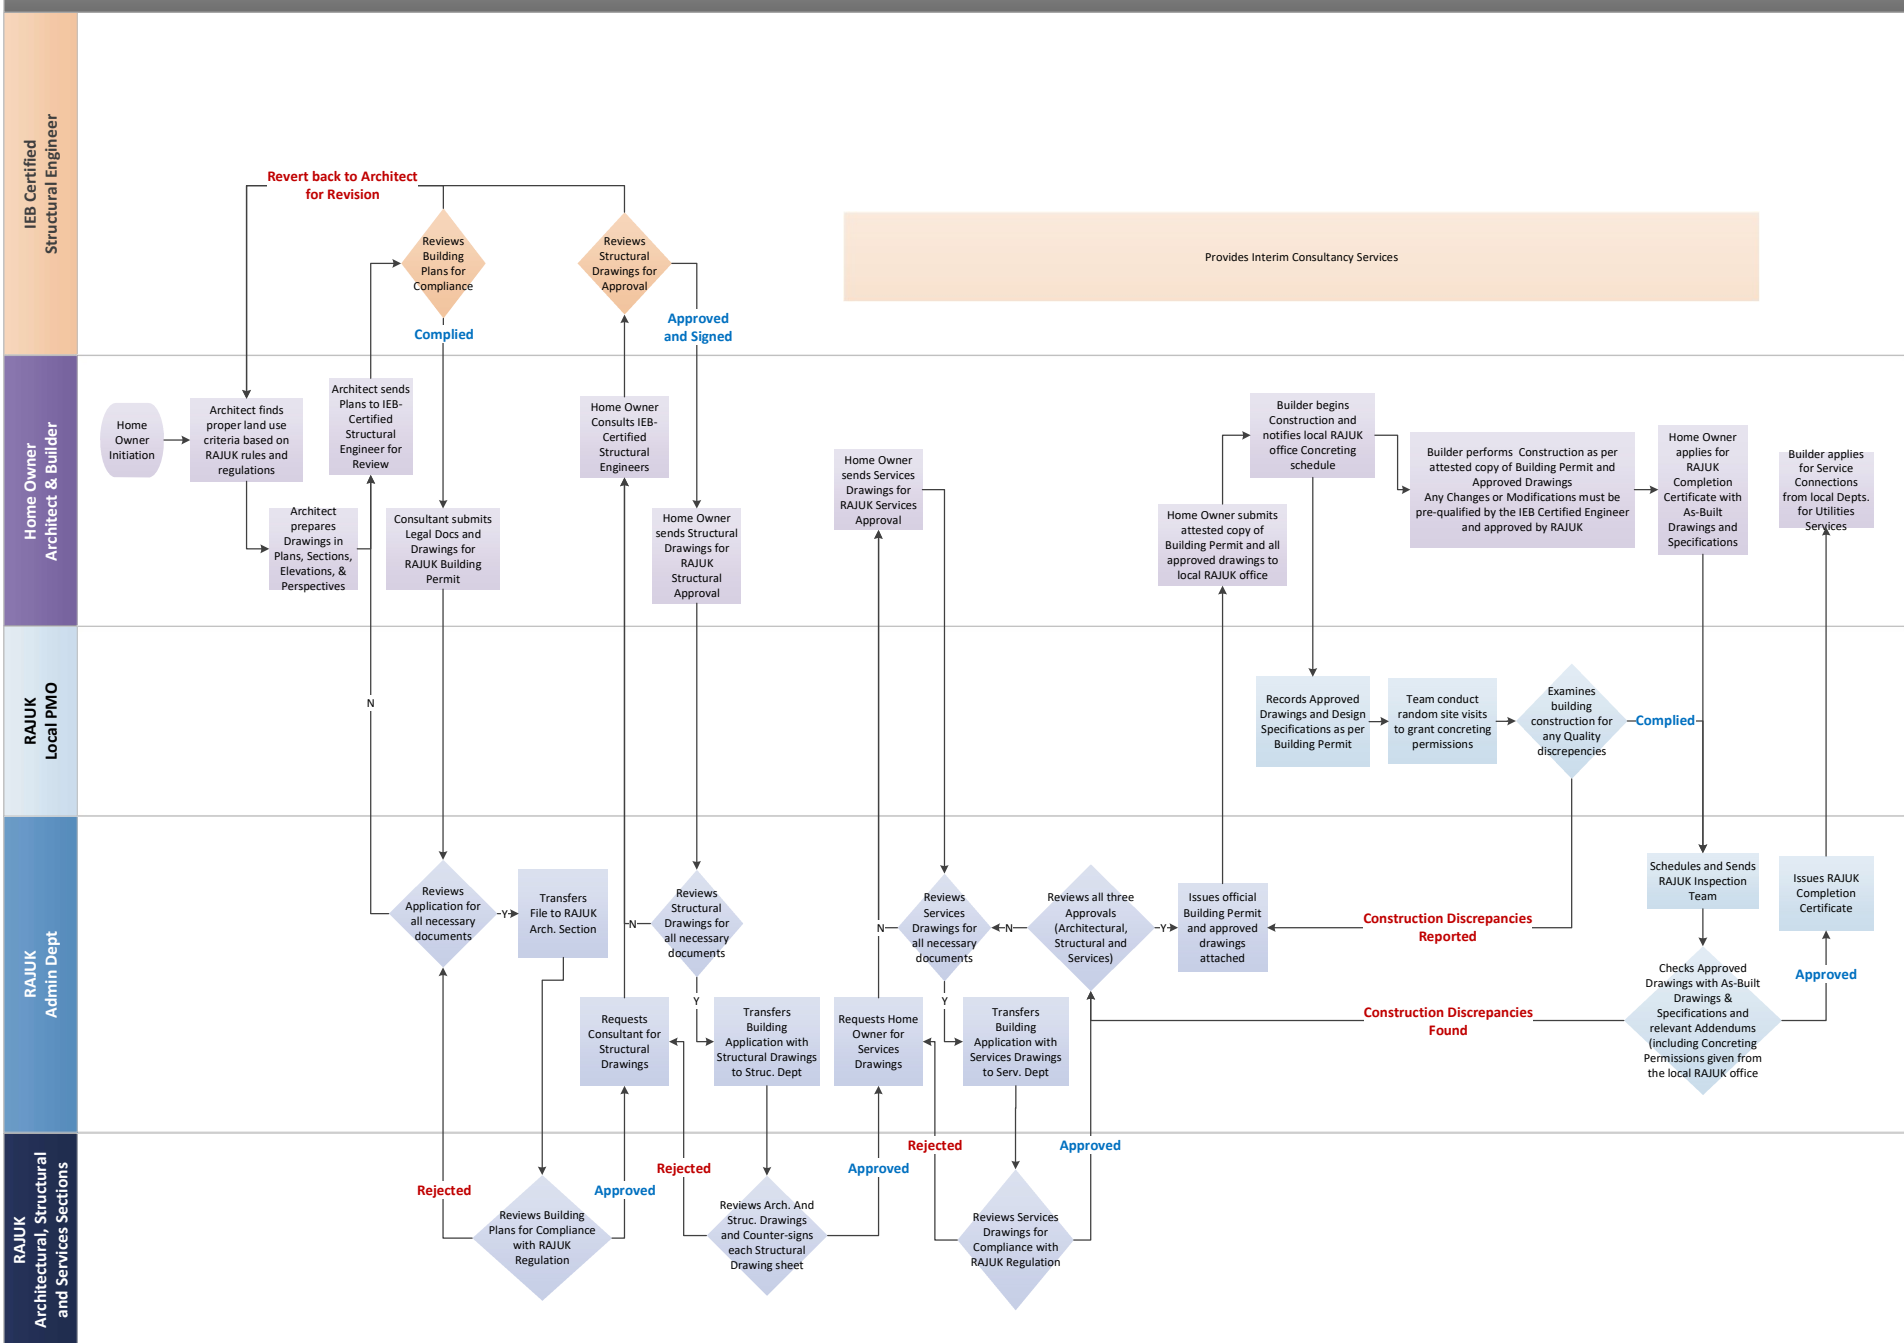 IEB Certified
Structural Engineer
Revert back to Architect
for Revision
Reviews
Building
Plans for
Compliance
Complied
Reviews
Structural
Drawings for
Approval
Approved
and Signed
Provides Interim Consultancy Services
Home Owner
Architect & Builder
Home
Owner
Initiation
Architect finds
proper land use
criteria based on
RAJUK rules and
regulations
Architect
prepares
Drawings in
Plans, Sections,
Elevations, &
Perspectives
Architect sends
Plans to IEB-
Certified
Structural
Engineer for
Review
Consultant submits
Legal Docs and
Drawings for
RAJUK Building
Permit
Home Owner
Consults IEB-
Certified
Structural
Engineers
Home Owner
sends Structural
Drawings for
RAJUK
Structural
Approval
Home Owner
sends Services
Drawings for
RAJUK Services
Approval
Home Owner submits
attested copy of
Building Permit and all
approved drawings to
local RAJUK office
Builder begins
Construction and
notifies local RAJUK
office Concreting
schedule
Builder performs  Construction as per
attested copy of Building Permit and
Approved Drawings
Any Changes or Modifications must be
pre-qualified by the IEB Certified Engineer
and approved by RAJUK
Home Owner
applies for
RAJUK
Completion
Certificate with
As-Built
Drawings and
Specifications
Builder applies
for Service
Connections
from local Depts.
for Utilities
Services
RAJUK
Local PMO
N
Records Approved
Drawings and Design
Specifications as per
Building Permit
Team conduct
random site visits
to grant concreting
permissions
Examines
building
construction for
any Quality
discrepencies
Complied
RAJUK
Admin Dept
Reviews
Application for
all necessary
documents
Y
Transfers
File to RAJUK
Arch. Section
Requests
Consultant for
Structural
Drawings
N
Reviews
Structural
Drawings for
all necessary
documents
Y
Transfers
Building
Application with
Structural Drawings
to Struc. Dept
Requests Home
Owner for
Services
Drawings
N
Reviews
Services
Drawings for
all necessary
documents
Y
Transfers
Building
Application with
Services Drawings
to Serv. Dept
N
Reviews all three
Approvals
(Architectural,
Structural and
Services)
Y
Issues official
Building Permit
and approved
drawings
attached
Construction Discrepancies
Reported
Construction Discrepancies
Found
Schedules and Sends
RAJUK Inspection
Team
Checks Approved
Drawings with As-Built
Drawings &
Specifications and
relevant Addendums
(including Concreting
Permissions given from
the local RAJUK office
Issues RAJUK
Completion
Certificate
Approved
RAJUK
Architectural, Structural
and Services Sections
Rejected
Reviews Building
Plans for Compliance
with RAJUK
Regulation
Approved
Rejected
Reviews Arch. And
Struc. Drawings
and Counter-signs
each Structural
Drawing sheet
Approved
Rejected
Reviews Services
Drawings for
Compliance with
RAJUK Regulation
Approved